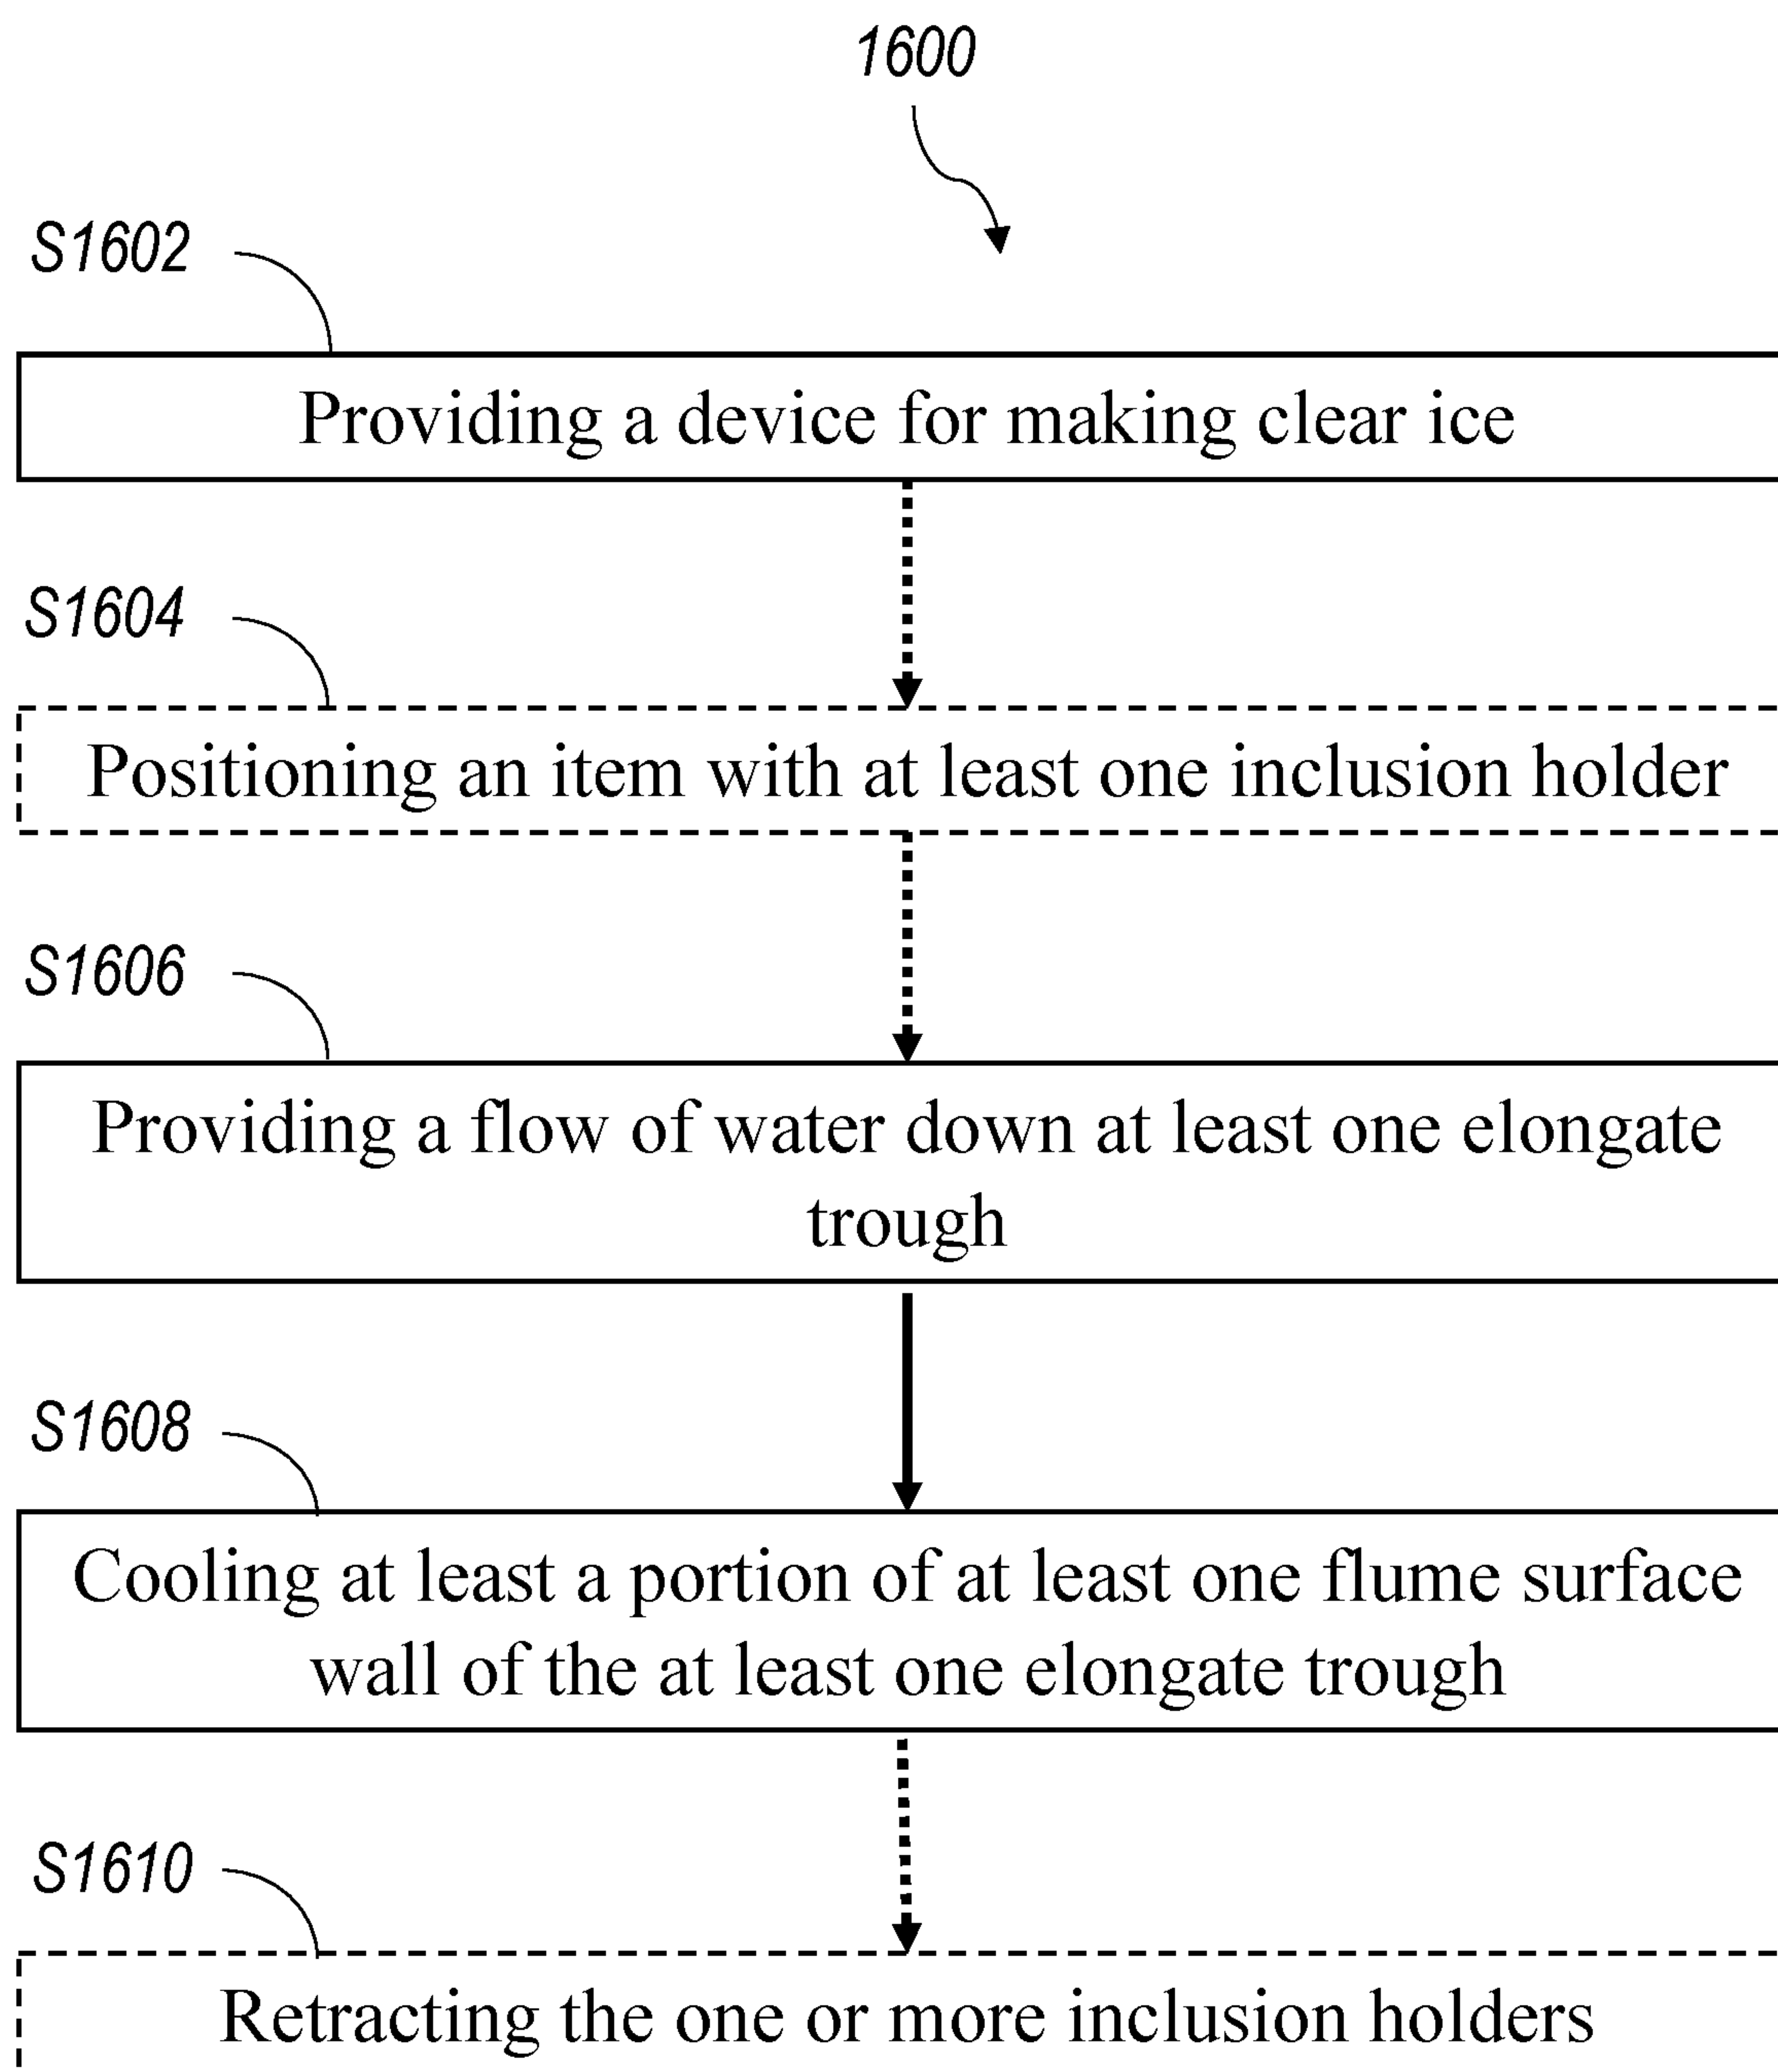 1600
S1602
Providing a device for making clear ice
S1604
Positioning an item with at least one inclusion holder
S1606
Providing a flow of water down at least one elongate
trough
S1608
Cooling at least a portion of at least one flume surface
wall of the at least one elongate trough
S1610
Retracting the one or more inclusion holders